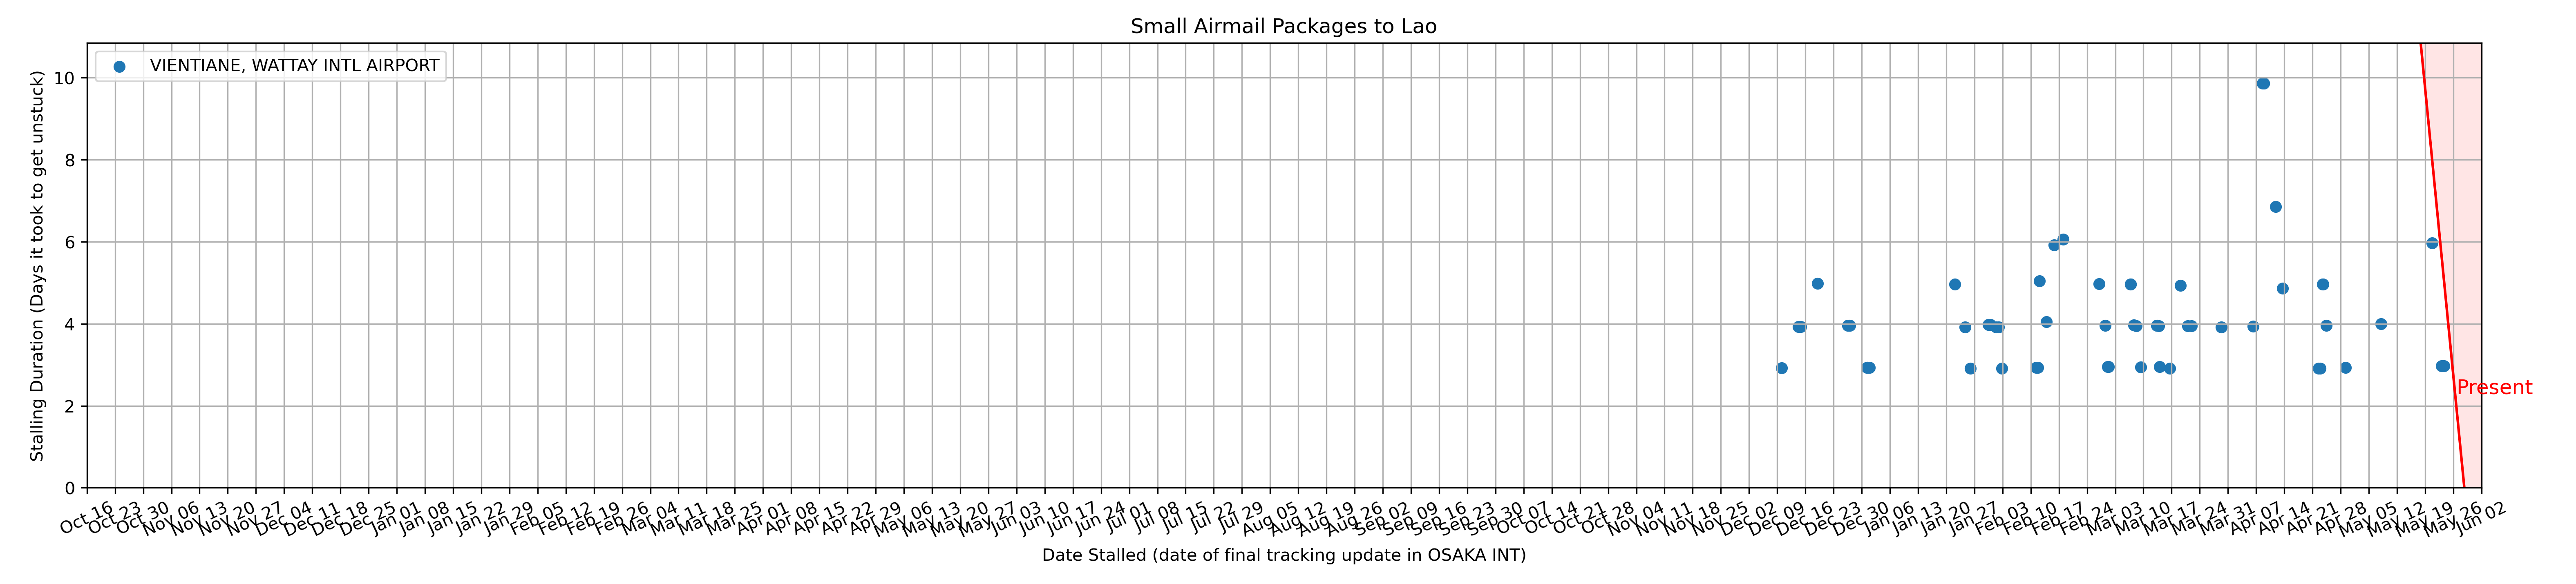 Small Airmail Packages to Lao
VIENTIANE, WATTAY INTL AIRPORT
Stalling Duration (Days it took to get unstuck)
10
8
6
4
2
0
Present
Oct 16 Oct 23 Oct 30 Nov 06 Nov 13 Nov 20 Nov 27 Dec 04 Dec 11 Dec 18 Dec 25 Jan 01 Jan 08 Jan 15 Jan 22 Jan 29 Feb 05 Feb 12 Feb 19 Feb 26 Mar 04 Mar 11 Mar 18 Mar 25 Apr 01 Apr 08 Apr 15 Apr 22 Apr 29 May 06 May 13 May 20 May 27 Jun 03 Jun 10 Jun 17 Jun 24 Jul 01 Jul 08 Jul 15 Jul 22 Jul 29 Aug 05 Aug 12 Aug 19 Aug 26 Sep 02 Sep 09 Sep 16 Sep 23 Sep 30 Oct 07 Oct 14 Oct 21 Oct 28 Nov 04 Nov 11 Nov 18 Nov 25 Dec 02 Dec 09 Dec 16 Dec 23 Dec 30 Jan 06 Jan 13 Jan 20 Jan 27 Feb 03 Feb 10 Feb 17 Feb 24 Mar 03 Mar 10 Mar 17 Mar 24 Mar 31 Apr 07 Apr 14 Apr 21 Apr 28 May 05 May 12 May 19 May 26 Jun 02
Date Stalled (date of final tracking update in OSAKA INT)